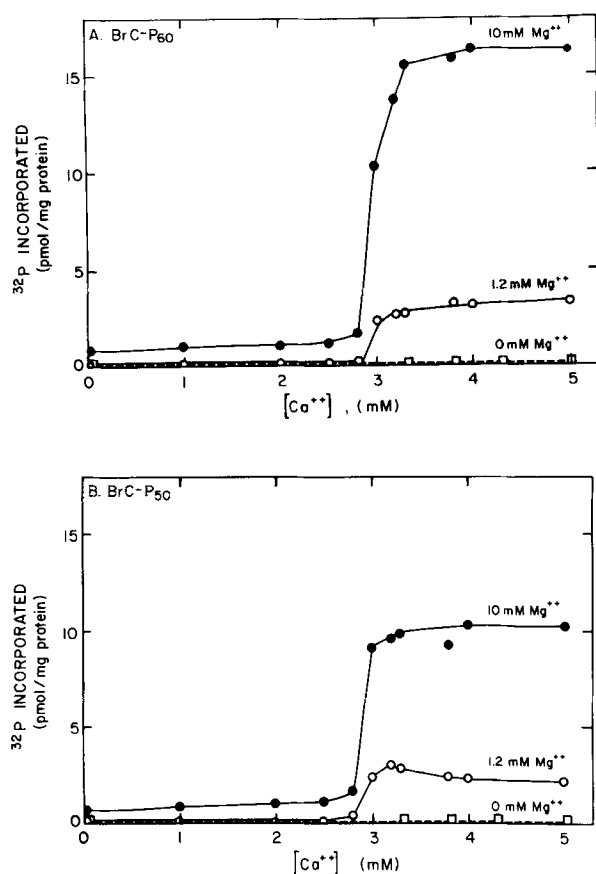 A. BrC-P60
10 mM Mg++
15
10
5
0
1.2 mM Mg++
0 mM Mg++
0 1 2 3 4 5
[Ca++] , (mM)
32P INCORPORATED
(pmol/mg protein)
B. BrC-P50
15
10
5
0
10 mM Mg++
1.2 mM Mg++
0 mM Mg++
0 1 2 3 4 5
[Ca++] (mM)
32P INCORPORATED
(pmol/mg protein)